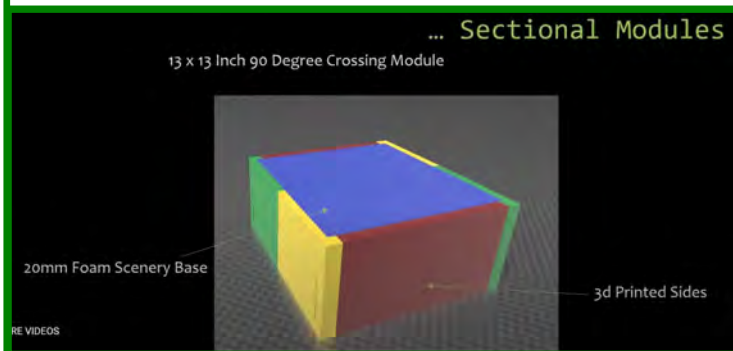 … Sectional Modules
13 x 13 Inch 90 Degree Crossing Module
20mm Foam Scenery Base
3d Printed Sides
RE VIDEOS